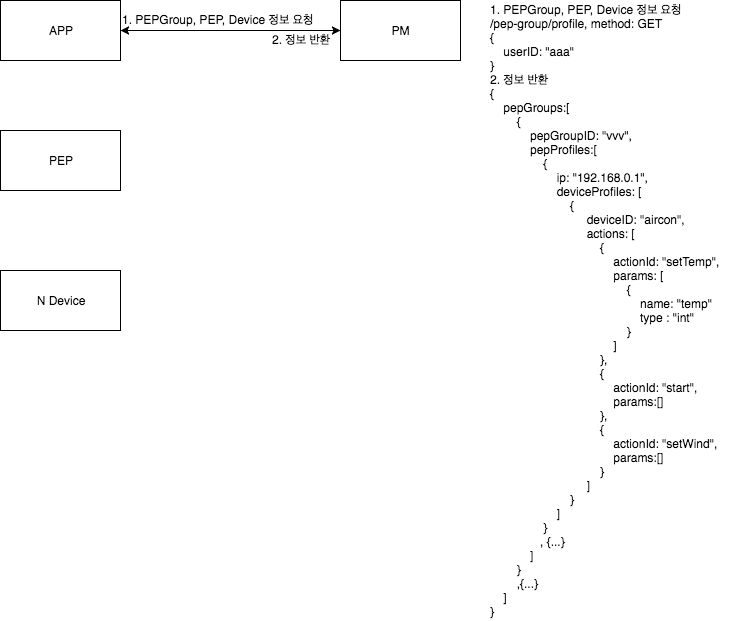 APP
1. PEPGroup, PEP, Device 정보 요청
2. 정보 반환
PM
PEP
N Device
1. PEPGroup, PEP, Device 정보 요청
/pep-group/profile, method: GET
{
userID: "aaa"
}
2. 정보 반환
{
pepGroups:[
{
pepGroupID: "vvv",
pepProfiles:[
{
ip: "192.168.0.1",
deviceProfiles: [
{
deviceID: "aircon",
actions: [
{
actionId: "setTemp",
params: [
{
name: "temp"
type : "int"
}
]
},
{
actionId: "start",
params:[]
},
{
actionId: "setWind",
params:[]
}
]
}
]
}
, {...}
]
}
,{...}
]
}